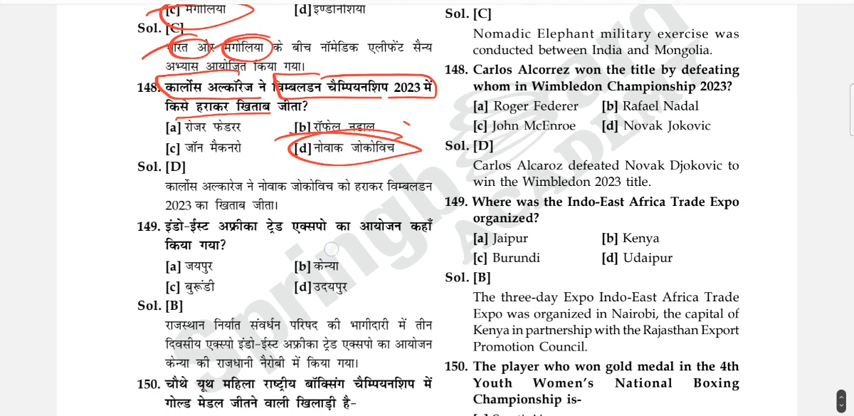 [c] मंगोलिया [d] इण्डोनेशिया
Sol. [C]
भारत और मंगोलिया के बीच नॉमेडिक एलीफेंट सैन्य
अभ्यास आयोजित किया गया।
148. कार्लोस अल्कारेज ने विम्बलडन चैम्पियनशिप 2023 में
किसे हराकर खिताब जीता?
[a] रोजर फेडरर [b] रॉफेल नडाल
[c] जॉन मैकनरो [d] नोवाक जोकोविच
Sol. [D]
कार्लोस अल्कारेज ने नोवाक जोकोविच को हराकर विम्बलडन
2023 का खिताब जीता।
149. इंडो-ईस्ट अफ्रीका ट्रेड एक्सपो का आयोजन कहाँ
किया गया?
[a] जयपुर [b] केन्या
[c] बुरूंडी [d] उदयपुर
Sol. [B]
राजस्थान निर्यात संवर्धन परिषद की भागीदारी में तीन
दिवसीय एक्सपो इंडो-ईस्ट अफ्रीका ट्रेड एक्सपो का आयोजन
केन्या की राजधानी नैरोबी में किया गया।
150. चौथे यूथ महिला राष्ट्रीय बॉक्सिंग चैम्पियनशिप में
गोल्ड मेडल जीतने वाली खिलाड़ी है-
Sol. [C]
Nomadic Elephant military exercise was
conducted between India and Mongolia.
148. Carlos Alcorrez won the title by defeating
whom in Wimbledon Championship 2023?
[a] Roger Federer [b] Rafael Nadal
[c] John McEnroe [d] Novak Jokovic
Sol. [D]
Carlos Alcaroz defeated Novak Djokovic to
win the Wimbledon 2023 title.
149. Where was the Indo-East Africa Trade Expo
organized?
[a] Jaipur [b] Kenya
[c] Burundi [d] Udaipur
Sol. [B]
The three-day Expo Indo-East Africa Trade
Expo was organized in Nairobi, the capital of
Kenya in partnership with the Rajasthan Export
Promotion Council.
150. The player who won gold medal in the 4th
Youth Women's National Boxing
Championship is-
Springboard
ACADEMY